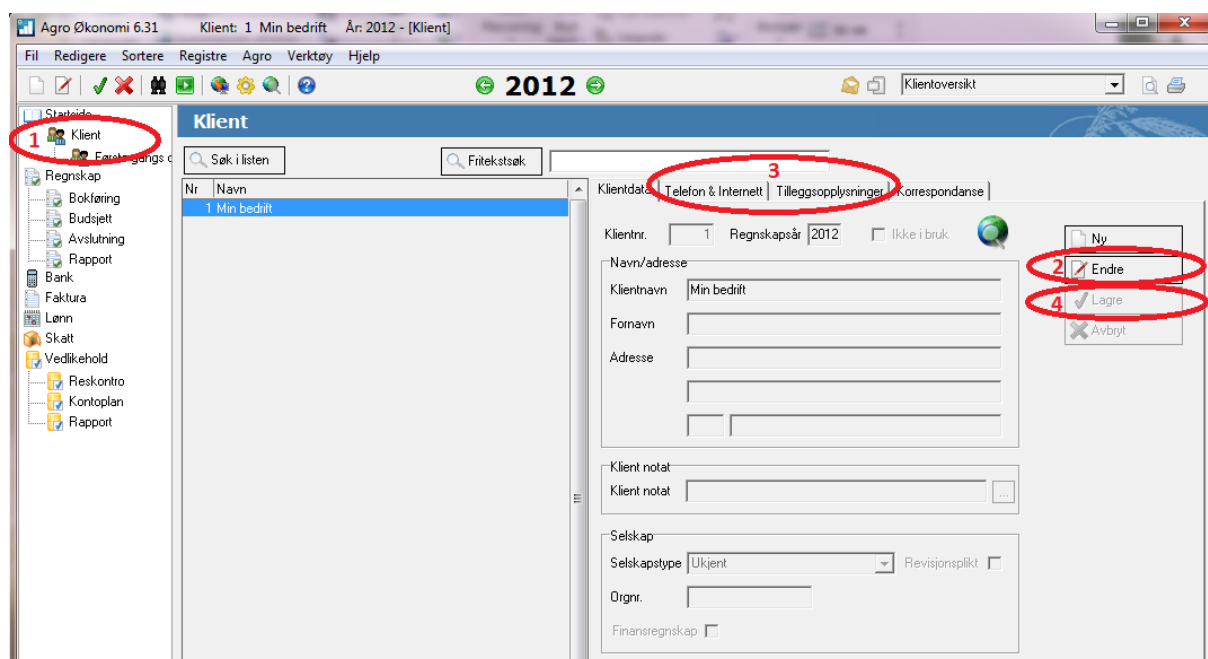 Agro Økonomi 6.31 Klient: 1 Min bedrift År: 2012 - [Klient]
Fil Redigere Sortere Registre Agro Verktøy Hjelp
2012 Klientoversikt
Startside
1 Klient
Første gangs
Regnskap
Bokføring
Budsjett
Avslutning
Rapport
Bank
Faktura
Lønn
Skatt
Vedlikehold
Reskontro
Kontoplan
Rapport
Klient
Søk i listen Fritekstsøk
Nr Navn
1 Min bedrift
3
Klientdata Telefon & Internett Tilleggsopplysninger Korrespondanse
Klientnr. 1 Regnskapsår 2012 Ikke i bruk
Navn/adresse
Klientnavn Min bedrift
Fornavn
Adresse
Klient notat
Klient notat ...
Selskap
Selskapstype Ukjent Revisjonsplikt
Orgnr.
Finansregnskap
Ny
2 Endre
4 Lagre
Avbryt